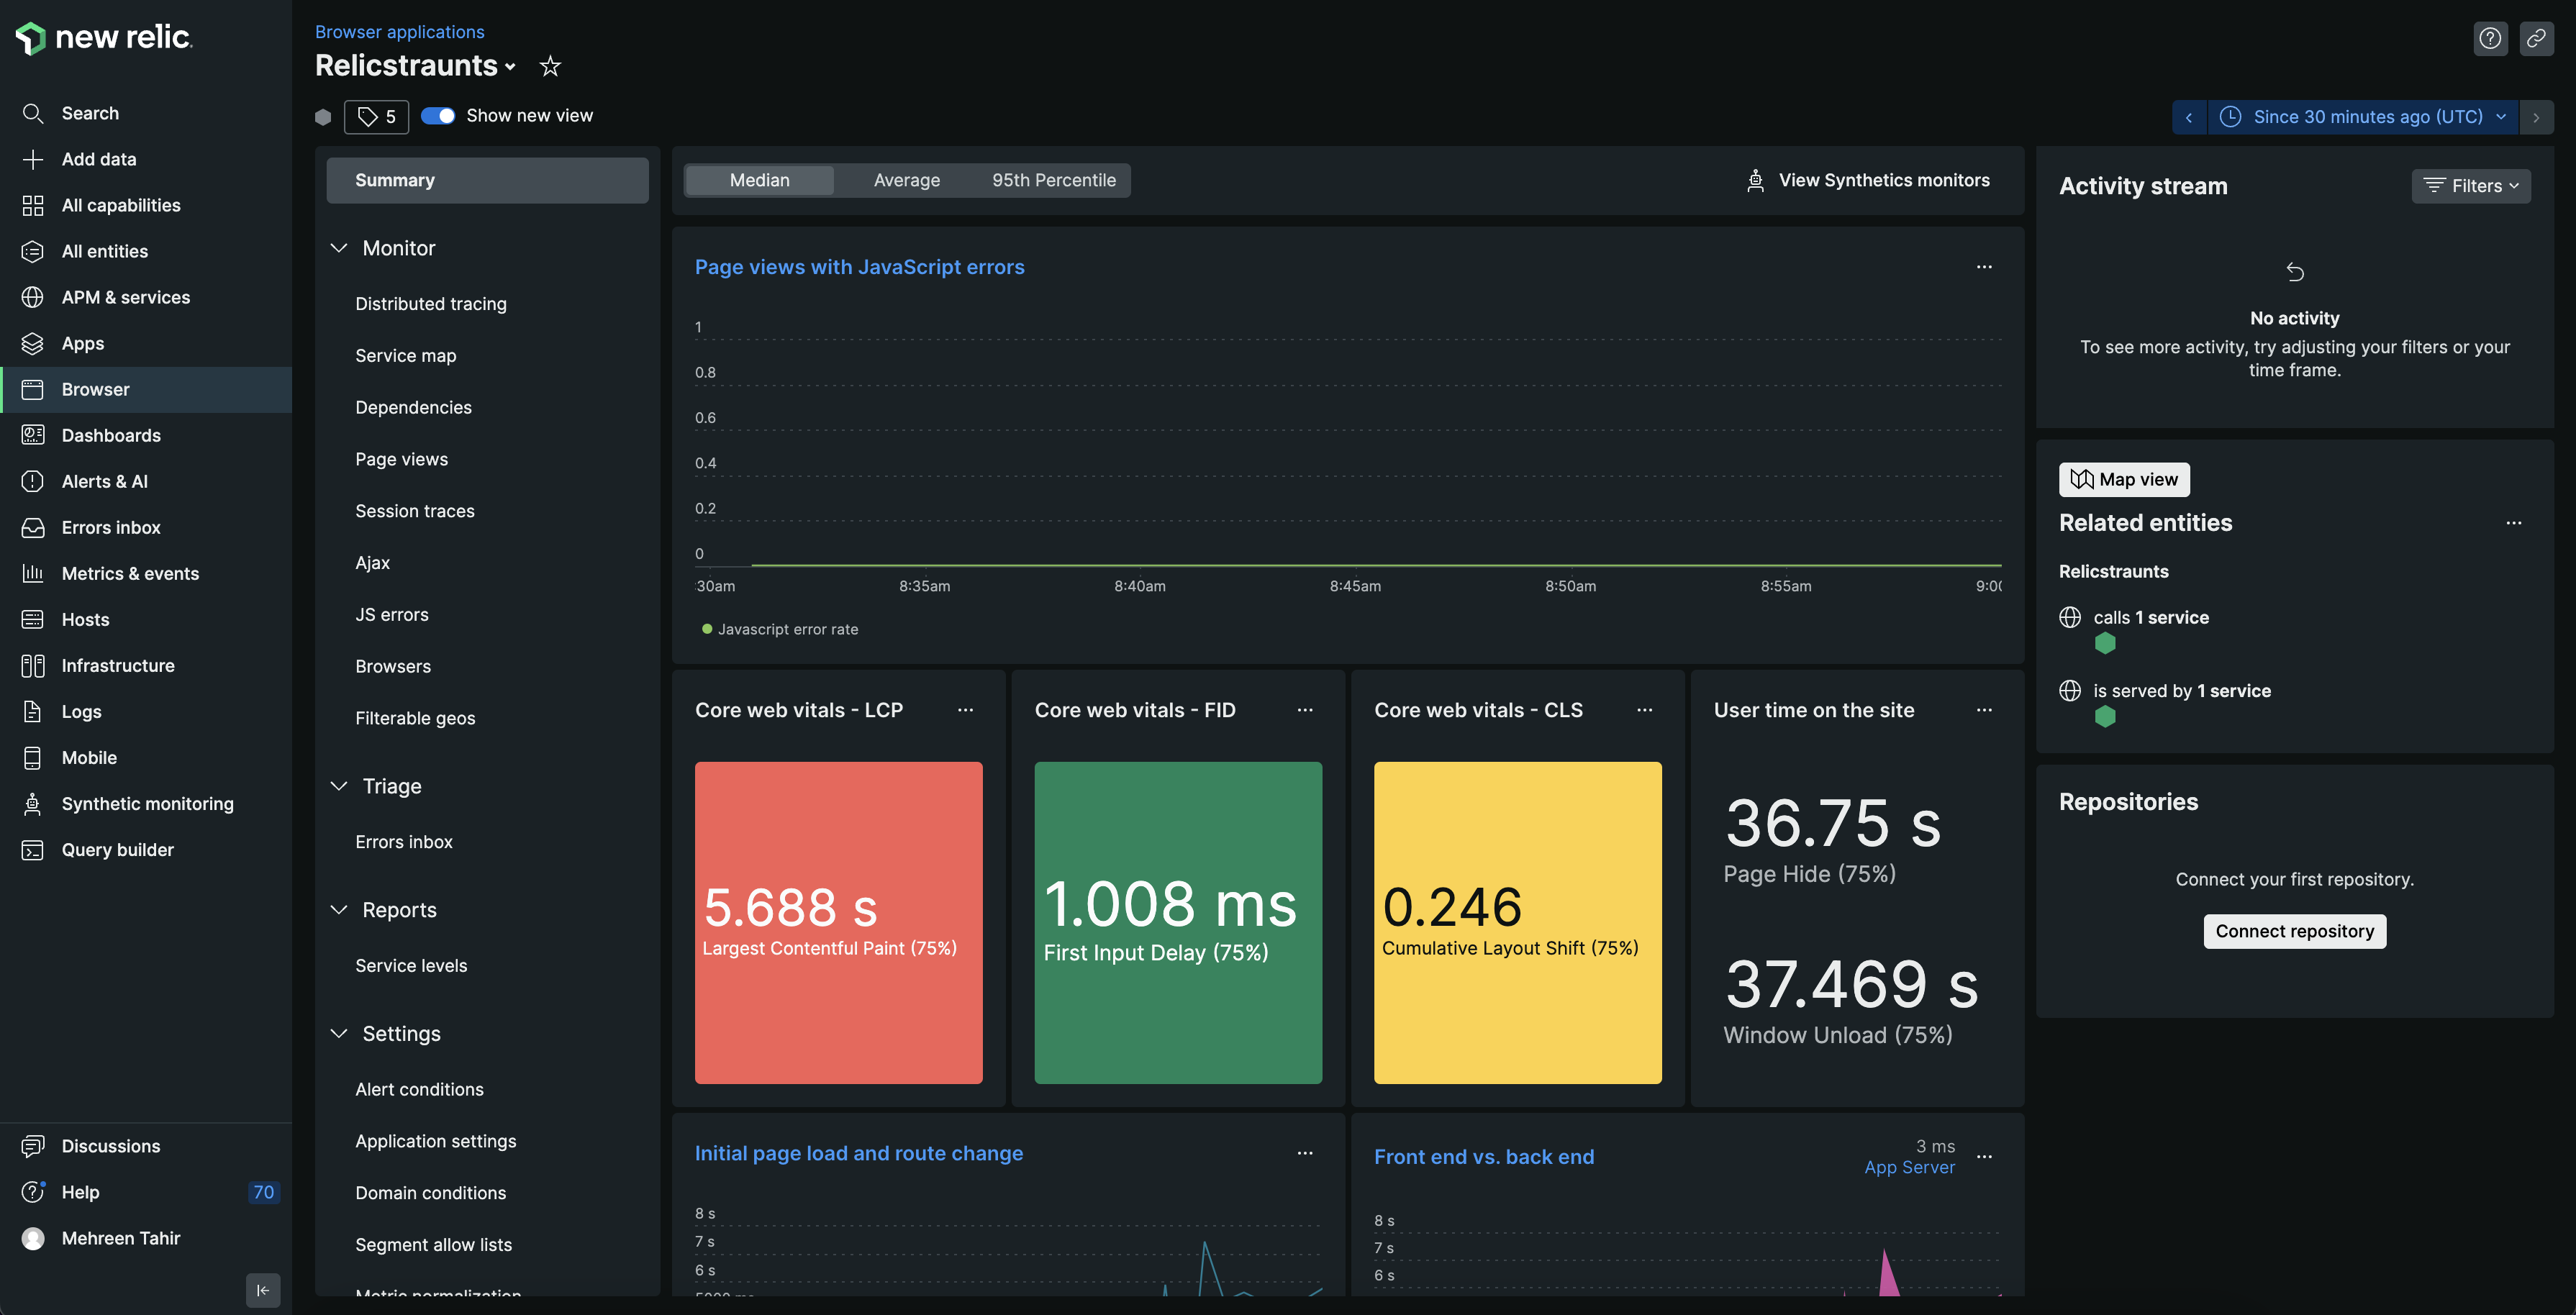 new relic.
Search
Add data
All capabilities
All entities
APM & services
Apps
Browser
Dashboards
Alerts & AI
Errors inbox
Metrics & events
Hosts
Infrastructure
Logs
Mobile
Synthetic monitoring
Query builder
Discussions
Help 70
Mehreen Tahir
Browser applications
Relicstraunts
5 Show new view
Since 30 minutes ago (UTC)
Summary
Monitor
Distributed tracing
Service map
Dependencies
Page views
Session traces
Ajax
JS errors
Browsers
Filterable geos
Triage
Errors inbox
Reports
Service levels
Settings
Alert conditions
Application settings
Domain conditions
Segment allow lists
Metric normalization
Median Average 95th Percentile
View Synthetics monitors
Page views with JavaScript errors
1
0.8
0.6
0.4
0.2
0
:30am 8:35am 8:40am 8:45am 8:50am 8:55am 9:00
Javascript error rate
Core web vitals - LCP
5.688 s
Largest Contentful Paint (75%)
Core web vitals - FID
1.008 ms
First Input Delay (75%)
Core web vitals - CLS
0.246
Cumulative Layout Shift (75%)
User time on the site
36.75 s
Page Hide (75%)
37.469 s
Window Unload (75%)
Initial page load and route change
8 s
7 s
6 s
5000 ms
Front end vs. back end
3 ms
App Server
8 s
7 s
6 s
Activity stream
Filters
No activity
To see more activity, try adjusting your filters or your
time frame.
Map view
Related entities
Relicstraunts
calls 1 service
is served by 1 service
Repositories
Connect your first repository.
Connect repository